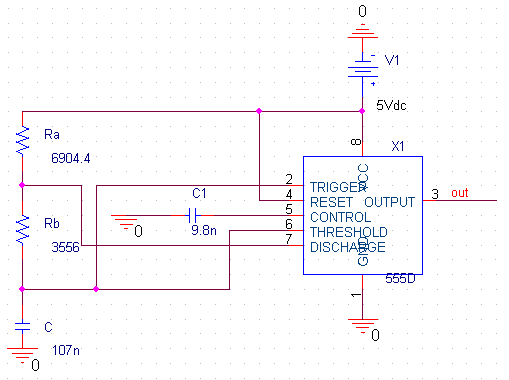 0
V1
-
+
5Vdc
Ra
6904.4
8
X1
VCC
2
TRIGGER
4
RESET
OUTPUT
3
out
C1
5
CONTROL
9.8n
0
6
THRESHOLD
Rb
3556
7
DISCHARGE
GND
555D
1
C
107n
0
0